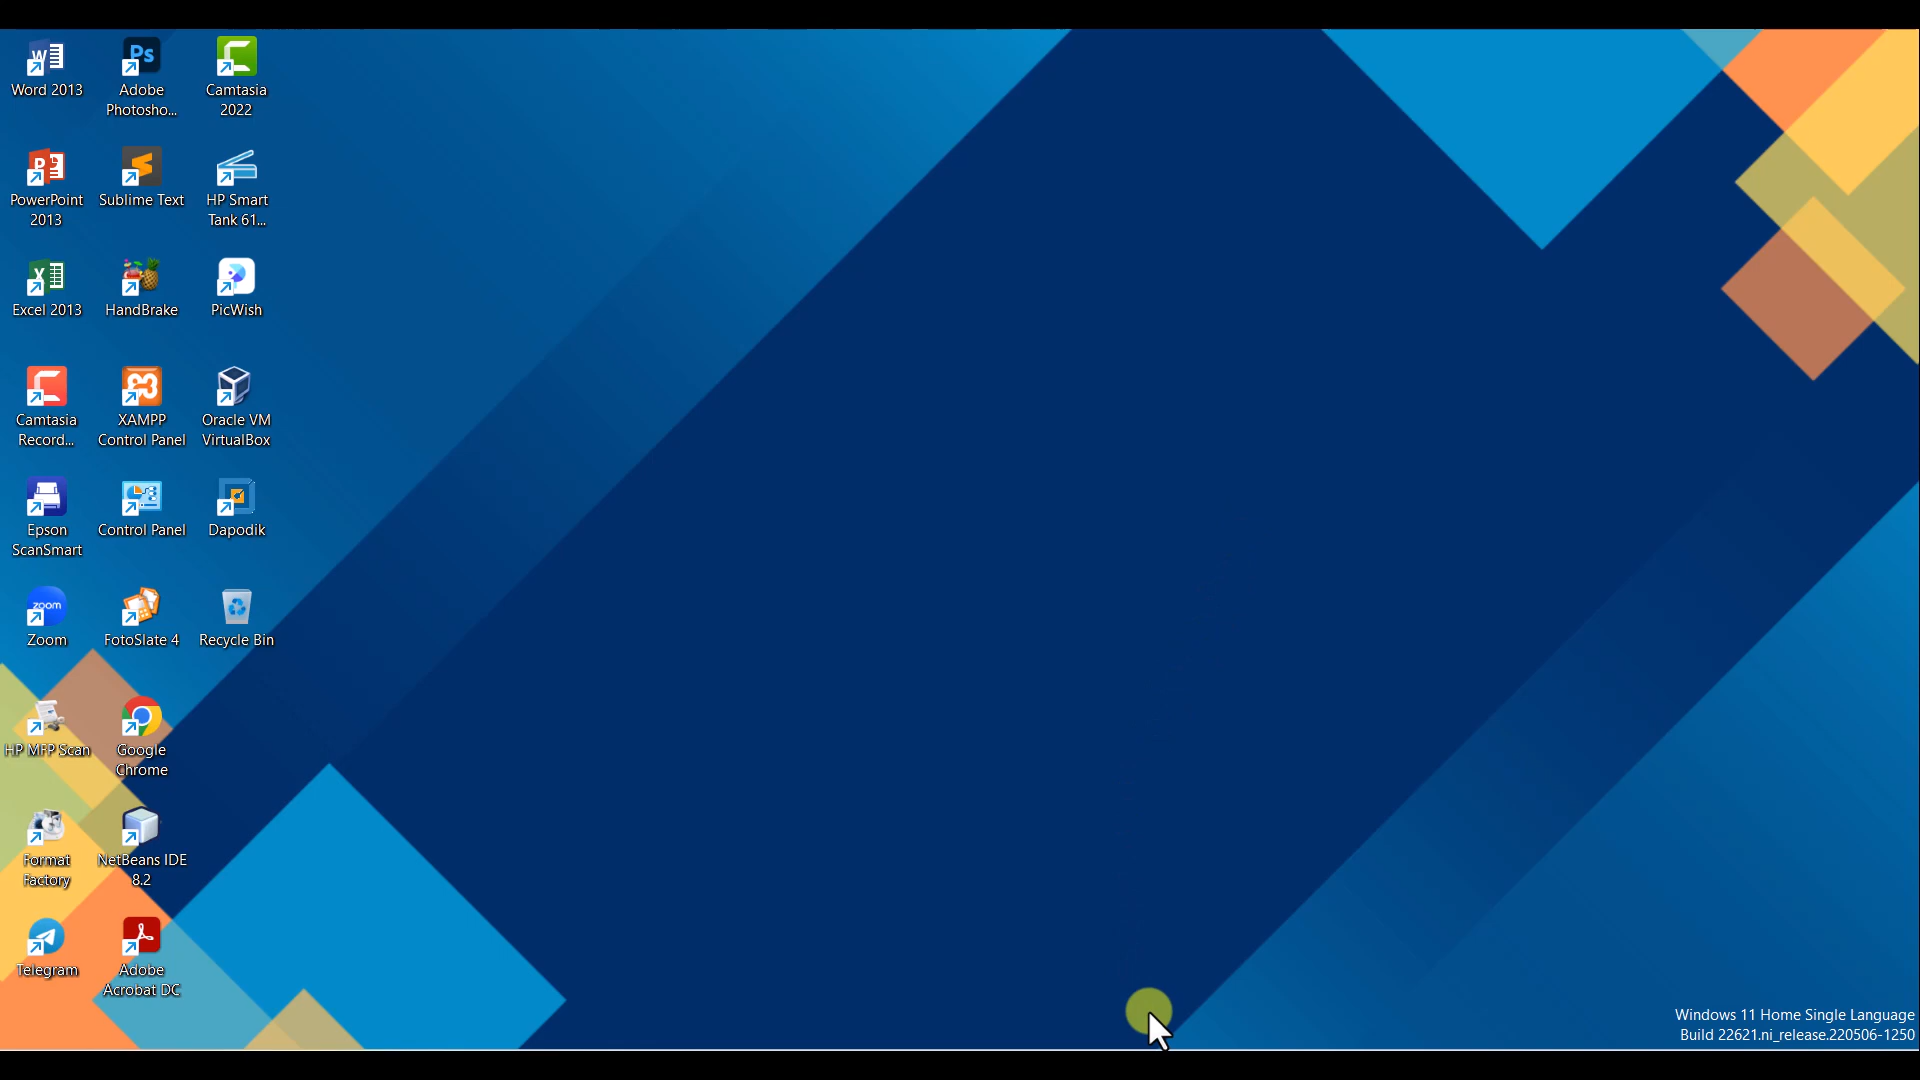 Word 2013
Adobe
Photosho...
Camtasia
2022
PowerPoint
2013
Sublime Text
HP Smart
Tank 61...
Excel 2013
HandBrake
PicWish
Camtasia
Record...
XAMPP
Control Panel
Oracle VM
VirtualBox
Epson
ScanSmart
Control Panel
Dapodik
zoom
Zoom
FotoSlate 4
Recycle Bin
HP MFP Scan
Google
Chrome
Format
Factory
NetBeans IDE
8.2
Telegram
Adobe
Acrobat DC
Windows 11 Home Single Language
Build 22621.ni_release.220506-1250